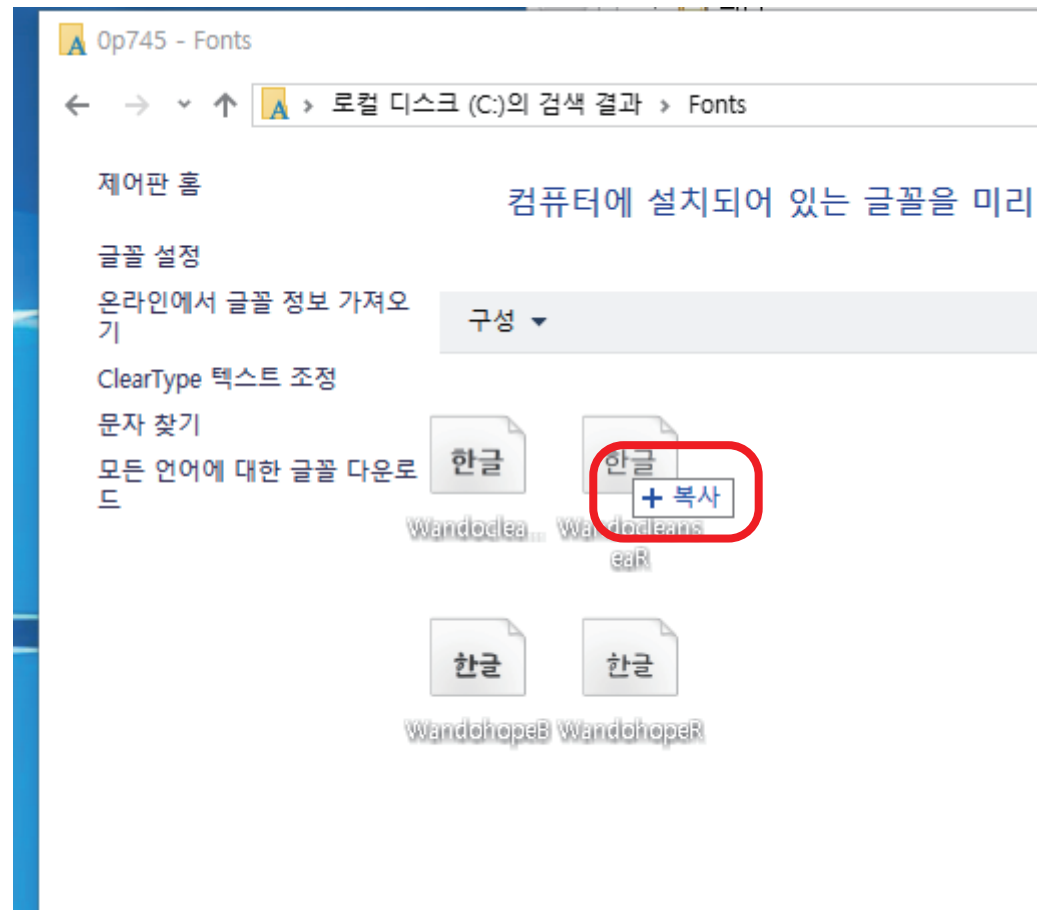 0p745 - Fonts
로컬 디스크 (C:)의 검색 결과 › Fonts
제어판 홈
컴퓨터에 설치되어 있는 글꼴을 미리
글꼴 설정
온라인에서 글꼴 정보 가져오
기
구성
ClearType 텍스트 조정
문자 찾기
모든 언어에 대한 글꼴 다운로
드
한글
한글
+ 복사
Wandoclea...
Wandocleans
eaR
한글
한글
WandohopeB
WandohopeR